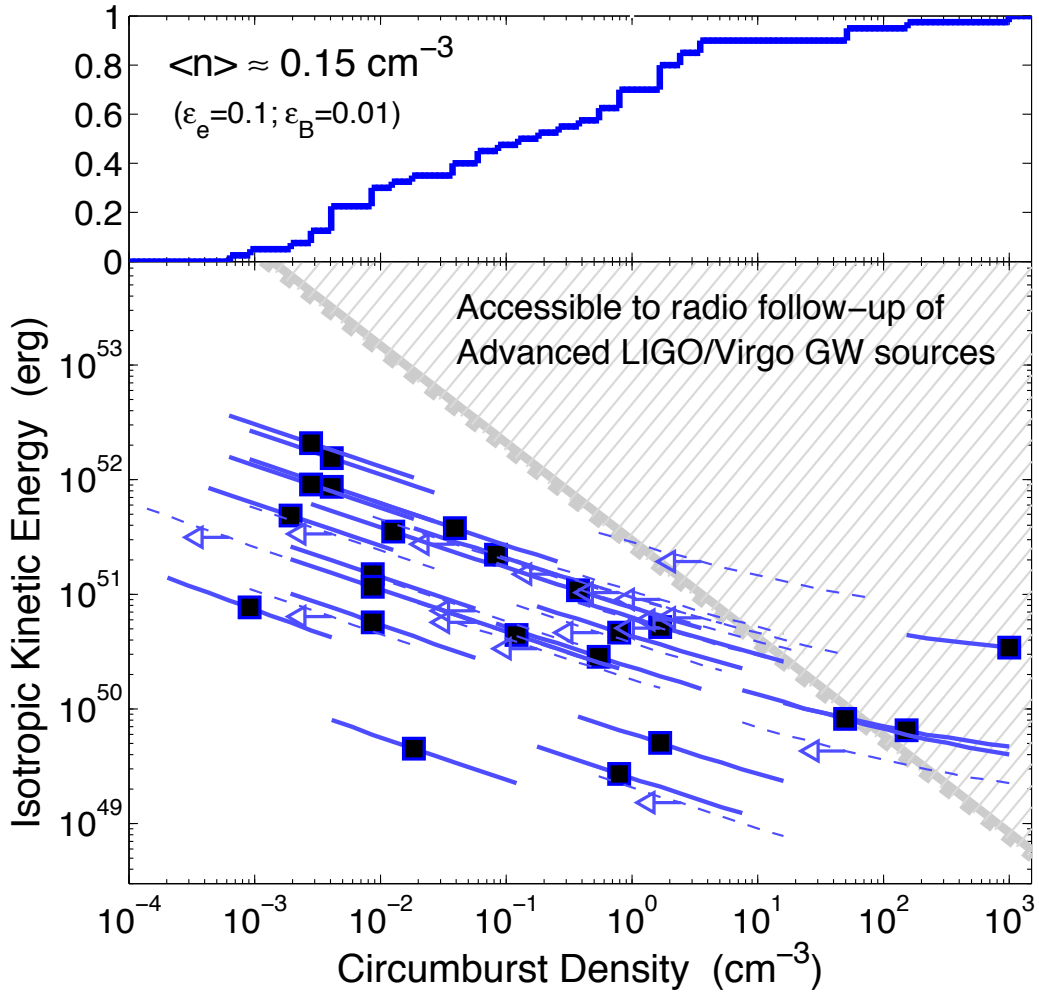 1
0.8
0.6
0.4
0.2
0
<n> ≈ 0.15 cm⁻³
(ε_e=0.1; ε_B=0.01)
Accessible to radio follow−up of
Advanced LIGO/Virgo GW sources
Isotropic Kinetic Energy (erg)
10⁵³
10⁵²
10⁵¹
10⁵⁰
10⁴⁹
10⁻⁴ 10⁻³ 10⁻² 10⁻¹ 10⁰ 10¹ 10² 10³
Circumburst Density (cm⁻³)